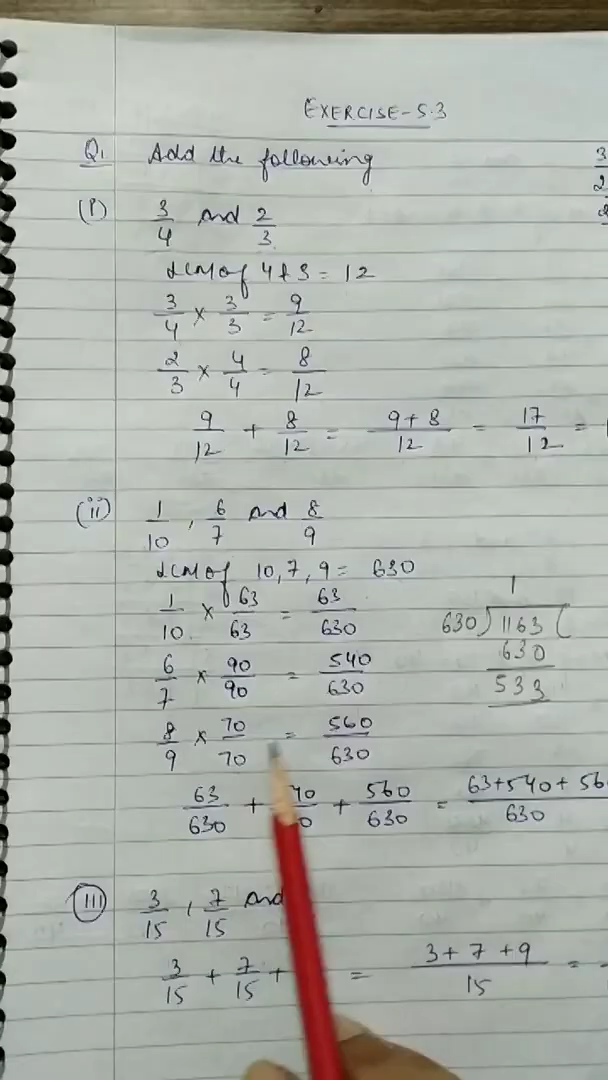 EXERCISE-5.3
Q1 Add the following
(i) 3/4 and 2/3
LCM of 4 & 3 = 12
3/4 × 3/3 = 9/12
2/3 × 4/4 = 8/12
9/12 + 8/12 = 9+8/12 = 17/12 =
(ii) 1/10, 6/7 and 8/9
LCM of 10, 7, 9 = 630
1/10 × 63/63 = 63/630
6/7 × 90/90 = 540/630
8/9 × 70/70 = 560/630
1
630)1163(
630
533
63/630 + + 560/630 = 63+540+56 /630
(III) 3/15, 7/15 and
3/15 + 7/15 + = 3+7+9/15 =